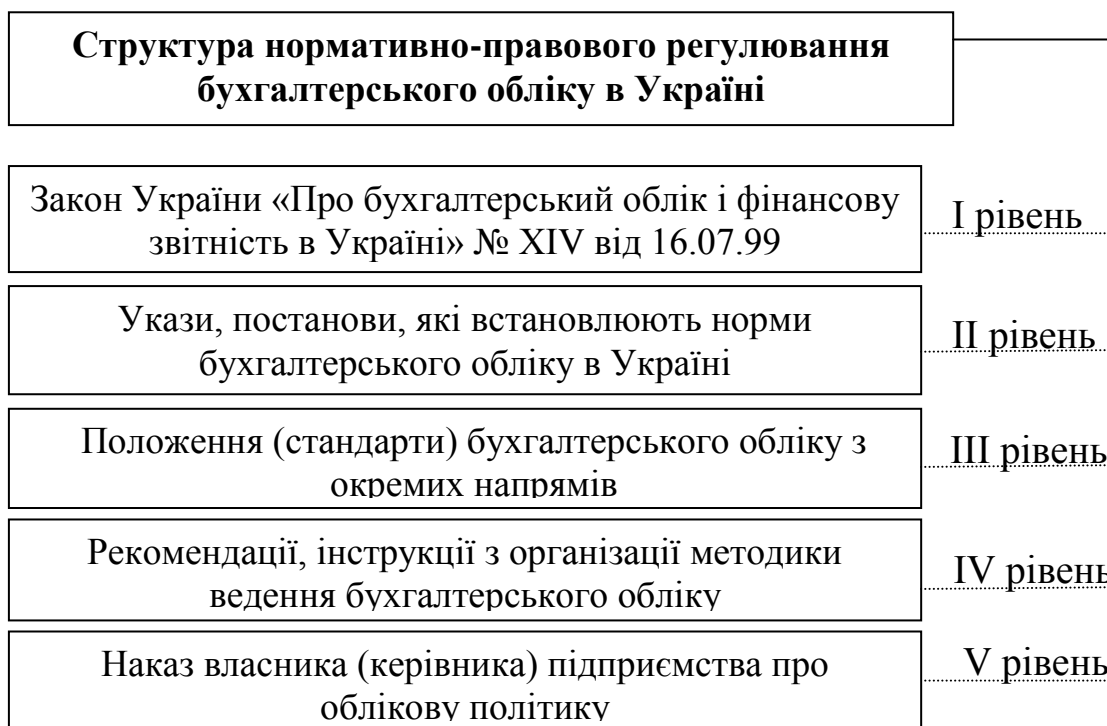 Структура нормативно-правового регулювання
бухгалтерського обліку в Україні
Закон України «Про бухгалтерський облік і фінансову
звітність в Україні» № XIV від 16.07.99
I рівень
Укази, постанови, які встановлюють норми
бухгалтерського обліку в Україні
II рівень
Положення (стандарти) бухгалтерського обліку з
окремих напрямів
III рівень
Рекомендації, інструкції з організації методики
ведення бухгалтерського обліку
IV рівень
Наказ власника (керівника) підприємства про
облікову політику
V рівень